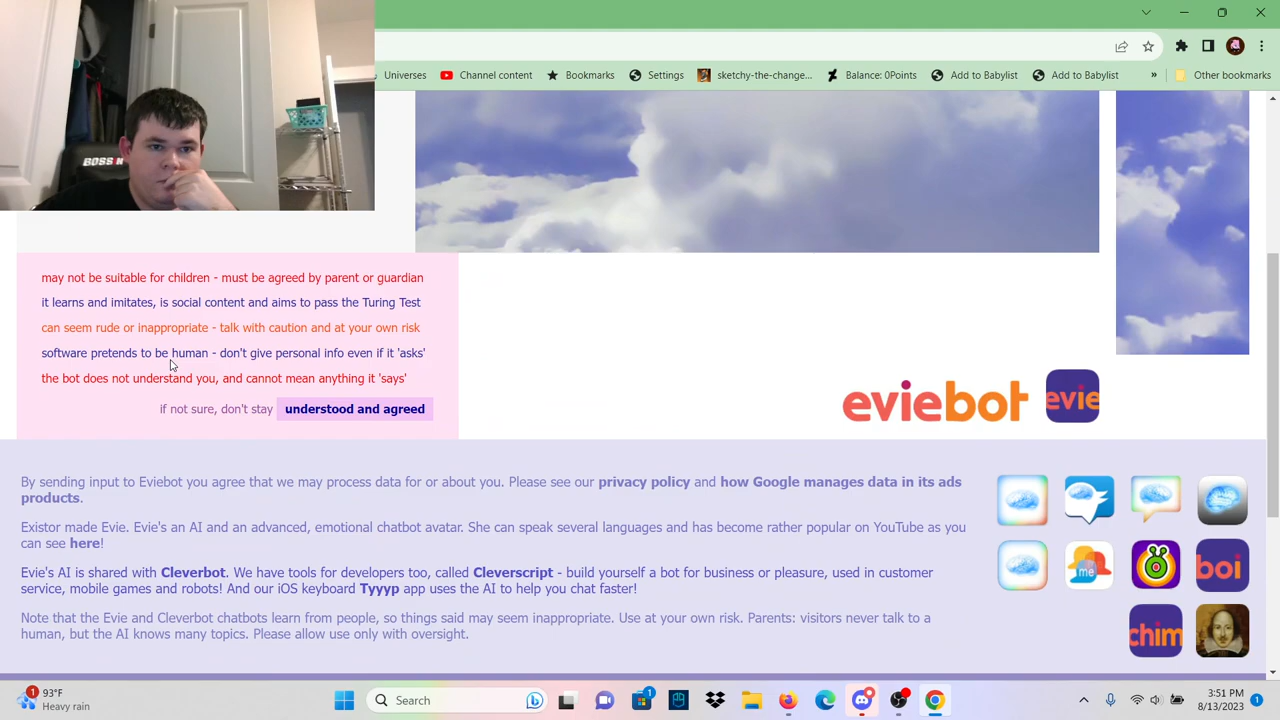 Universes
Channel content
Bookmarks
Settings
sketchy-the-change...
Balance: 0Points
Add to Babylist
Add to Babylist
»
Other bookmarks
BOSS
may not be suitable for children - must be agreed by parent or guardian
it learns and imitates, is social content and aims to pass the Turing Test
can seem rude or inappropriate - talk with caution and at your own risk
software pretends to be human - don't give personal info even if it 'asks'
the bot does not understand you, and cannot mean anything it 'says'
if not sure, don't stay understood and agreed
eviebot
evie
By sending input to Eviebot you agree that we may process data for or about you. Please see our privacy policy and how Google manages data in its ads
products.
Existor made Evie. Evie's an AI and an advanced, emotional chatbot avatar. She can speak several languages and has become rather popular on YouTube as you
can see here!
Evie's AI is shared with Cleverbot. We have tools for developers too, called Cleverscript - build yourself a bot for business or pleasure, used in customer
service, mobile games and robots! And our iOS keyboard Tyyyp app uses the AI to help you chat faster!
Note that the Evie and Cleverbot chatbots learn from people, so things said may seem inappropriate. Use at your own risk. Parents: visitors never talk to a
human, but the AI knows many topics. Please allow use only with oversight.
me
boi
chim
1
93°F
Heavy rain
Search
1
3:51 PM
8/13/2023
1